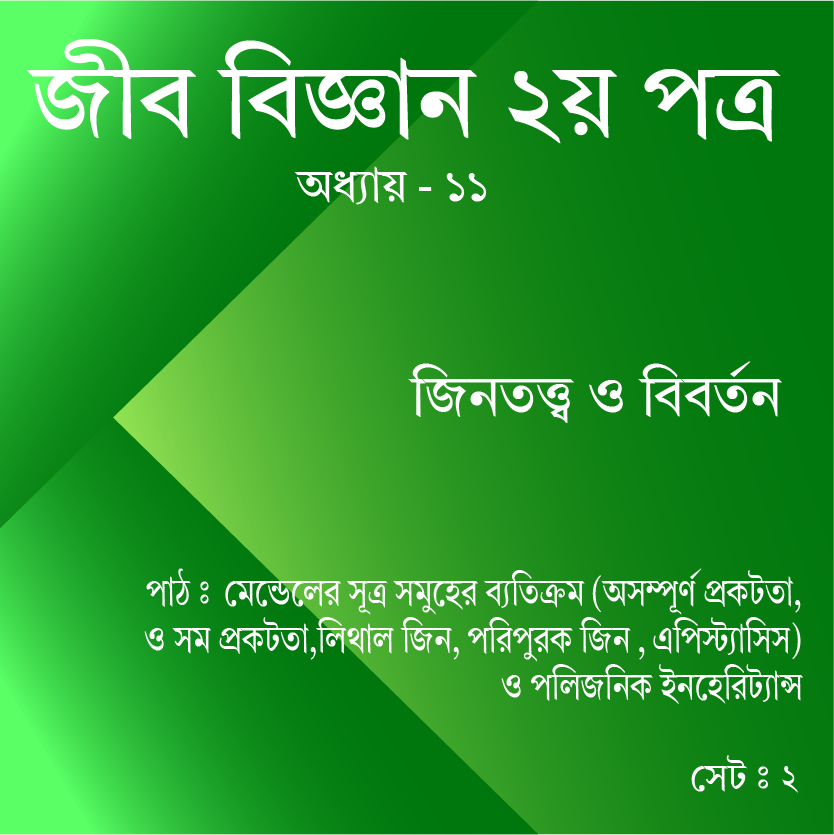 জীব বিজ্ঞান ২য় পত্র
অধ্যায় - ১১
জিনতত্ত্ব ও বিবর্তন
পাঠ ঃ মেন্ডেলের সূত্র সমুহের ব্যতিক্রম (অসম্পূর্ণ প্রকটতা,
ও সম প্রকটতা,লিথাল জিন, পরিপুরক জিন , এপিস্ট্যাসিস)
ও পলিজনিক ইনহেরিট্যান্স
সেট ঃ ২